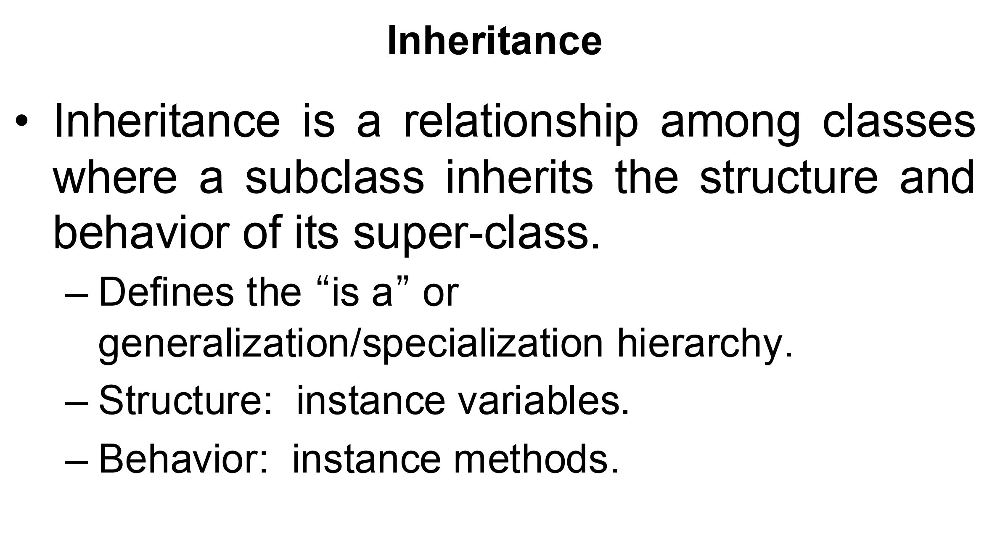 Inheritance
• Inheritance is a relationship among classes
where a subclass inherits the structure and
behavior of its super-class.
– Defines the “is a” or
generalization/specialization hierarchy.
– Structure:  instance variables.
– Behavior:  instance methods.